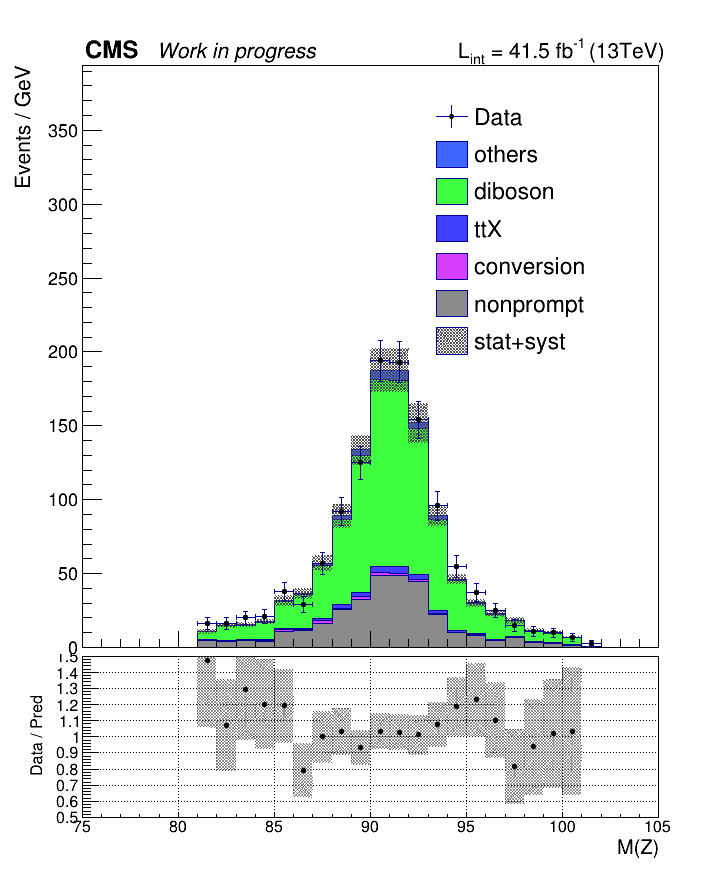 CMS Work in progress L_int = 41.5 fb^-1 (13TeV)
Events / GeV
350
300
250
200
150
100
50
0
Data
others
diboson
ttX
conversion
nonprompt
stat+syst
Data / Pred
1.5
1.4
1.3
1.2
1.1
1
0.9
0.8
0.7
0.6
0.5
75 80 85 90 95 100 105
M(Z)